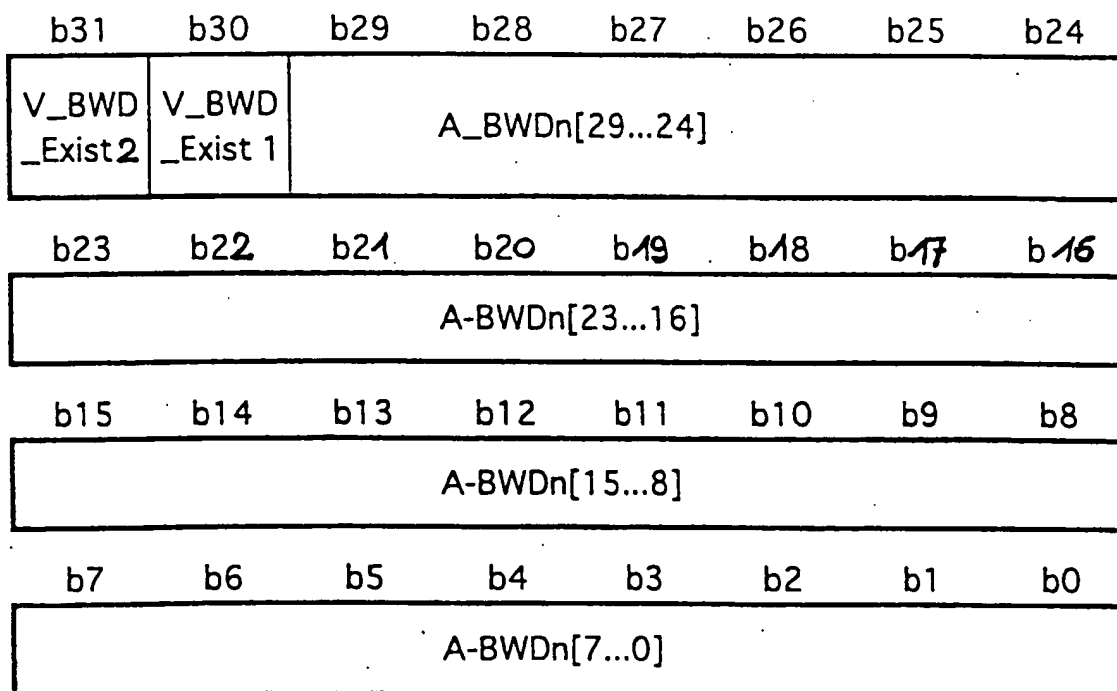 b31 b30 b29 b28 b27 b26 b25 b24
V_BWD V_BWD A_BWDn[29...24]
_Exist2 _Exist 1
b23 b22 b21 b20 b19 b18 b17 b16
A-BWDn[23...16]
b15 b14 b13 b12 b11 b10 b9 b8
A-BWDn[15...8]
b7 b6 b5 b4 b3 b2 b1 b0
A-BWDn[7...0]